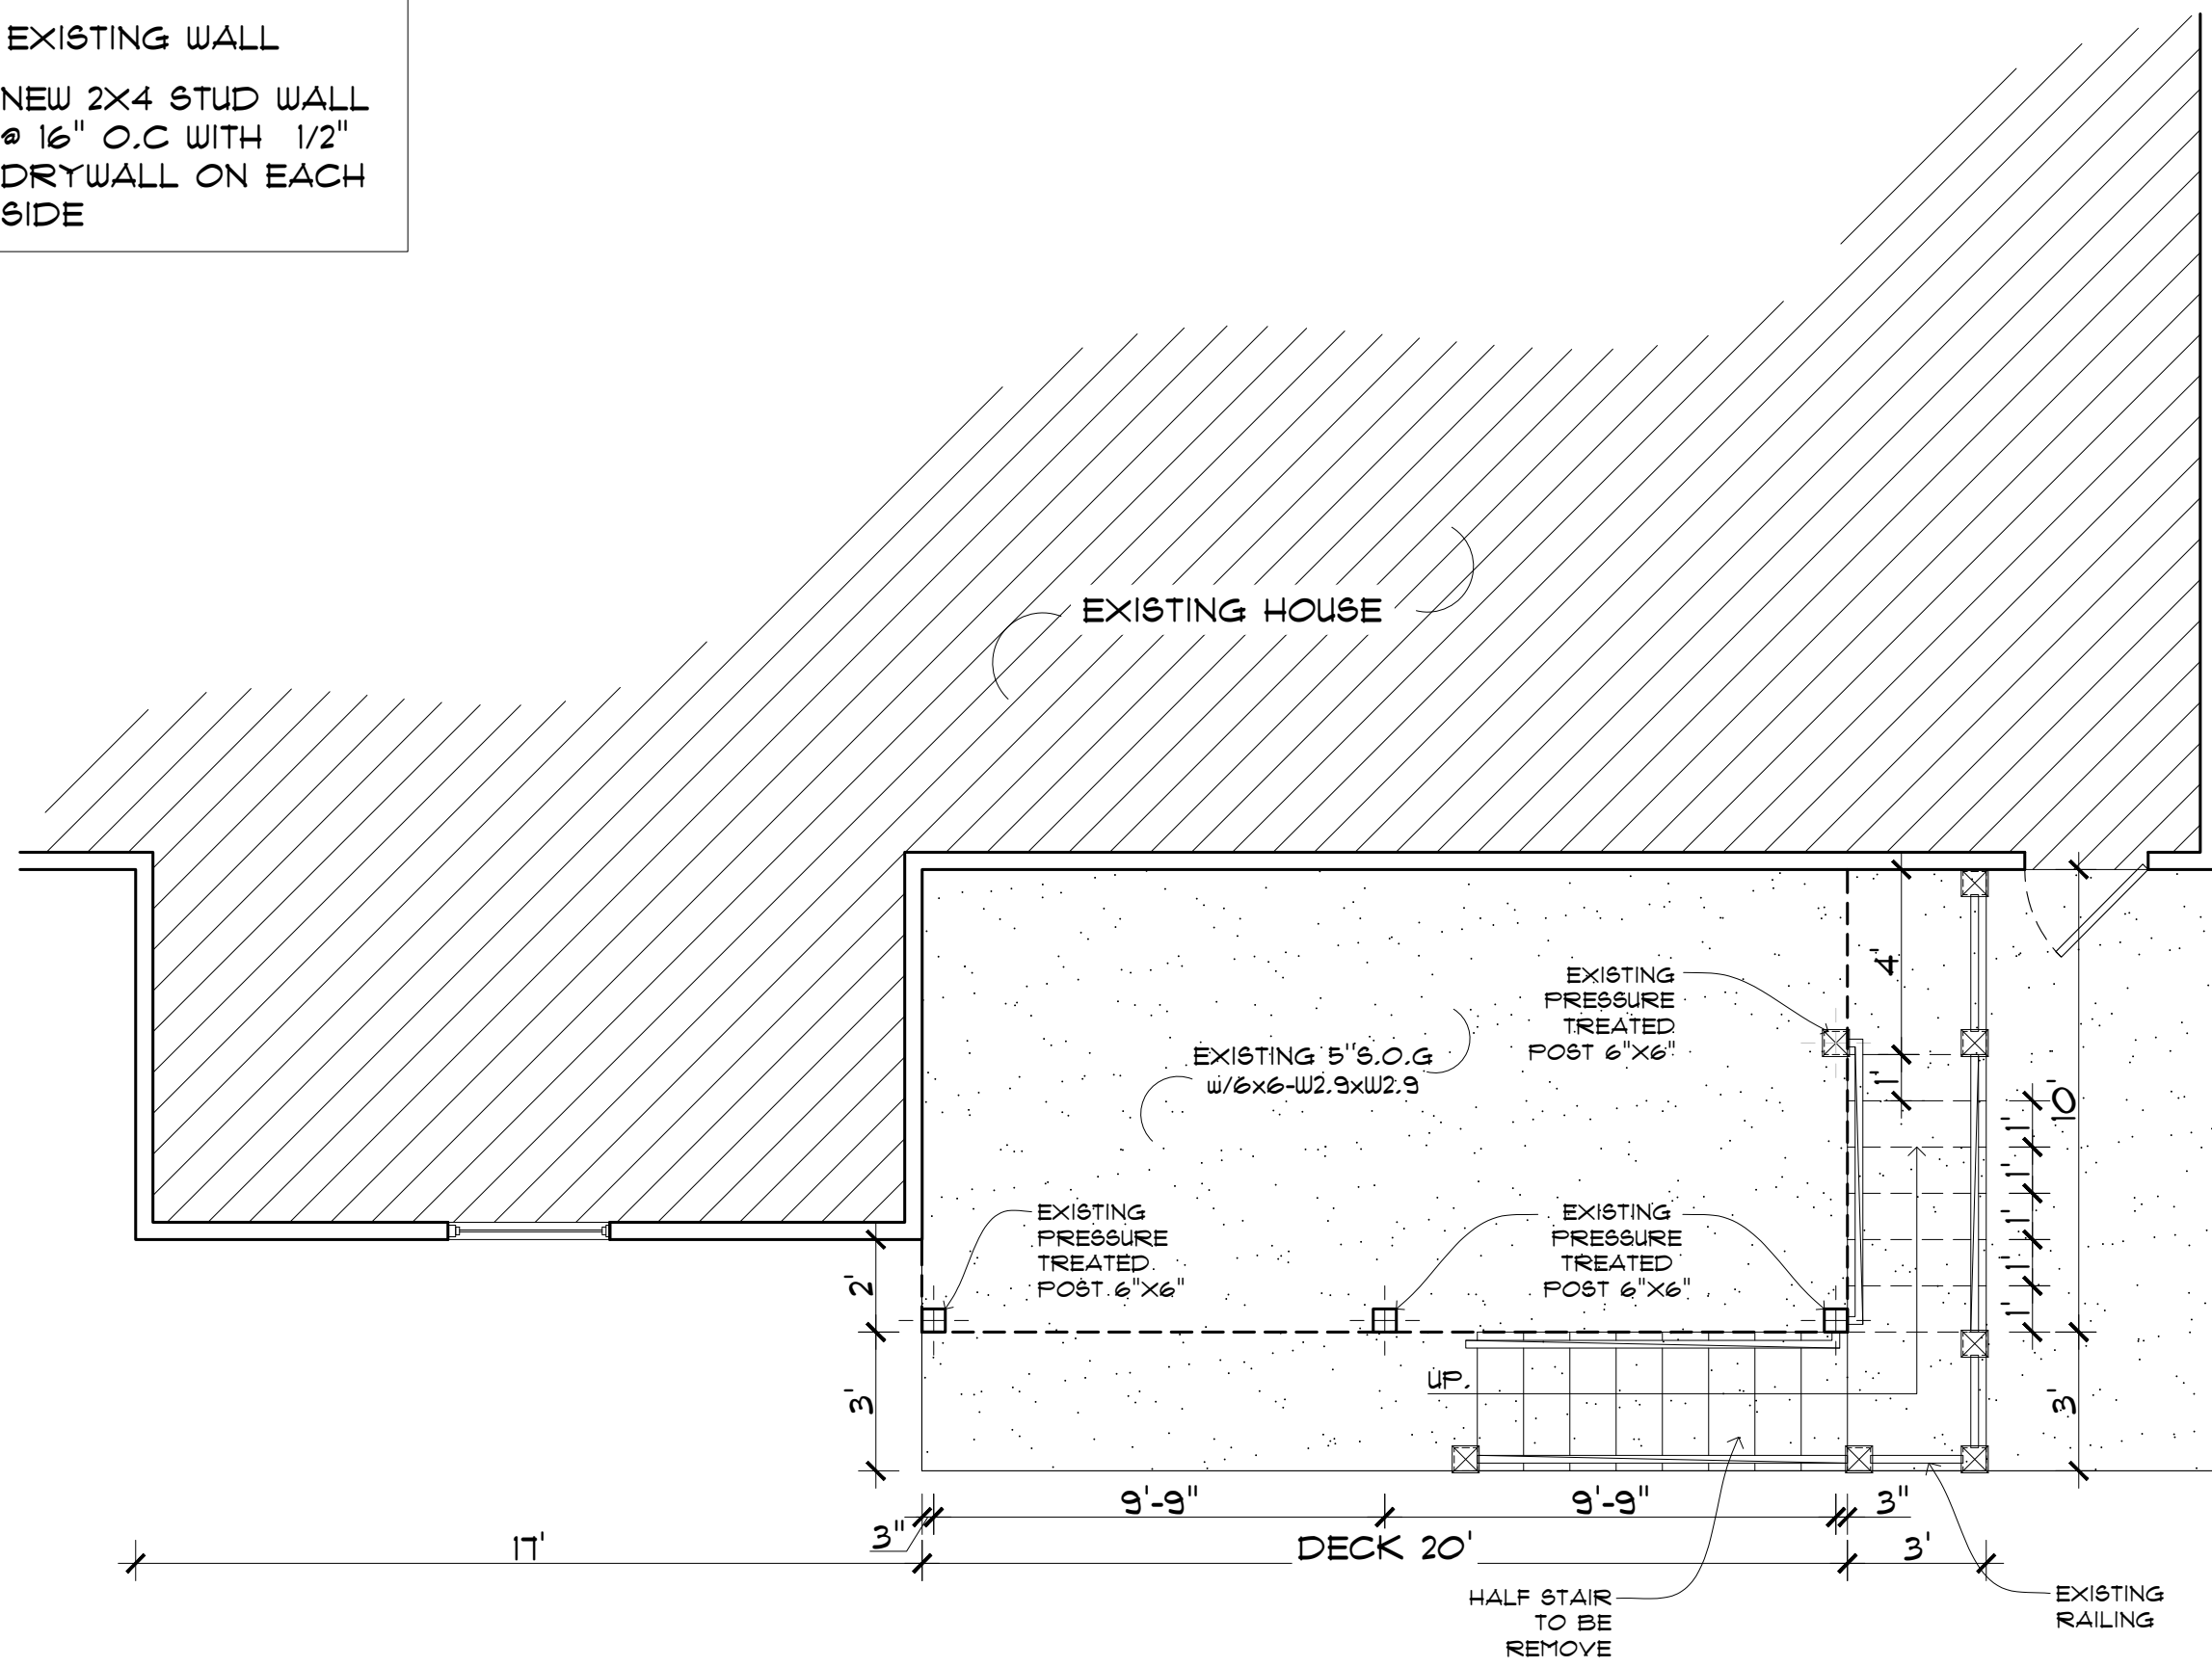 EXISTING WALL
NEW 2X4 STUD WALL
@ 16" O.C WITH 1/2"
DRYWALL ON EACH
SIDE
EXISTING HOUSE
EXISTING
PRESSURE
TREATED
POST 6"X6"
4'
EXISTING 5"S.O.G
w/6x6-W2.9xW2.9
1'
10'
1'
1'
1'
1'
EXISTING
PRESSURE
TREATED
POST 6"X6"
EXISTING
PRESSURE
TREATED
POST 6"X6"
2'
1'
UP.
3'
3'
9'-9"
9'-9"
3"
3"
17'
DECK 20'
3'
HALF STAIR
TO BE
REMOVE
EXISTING
RAILING